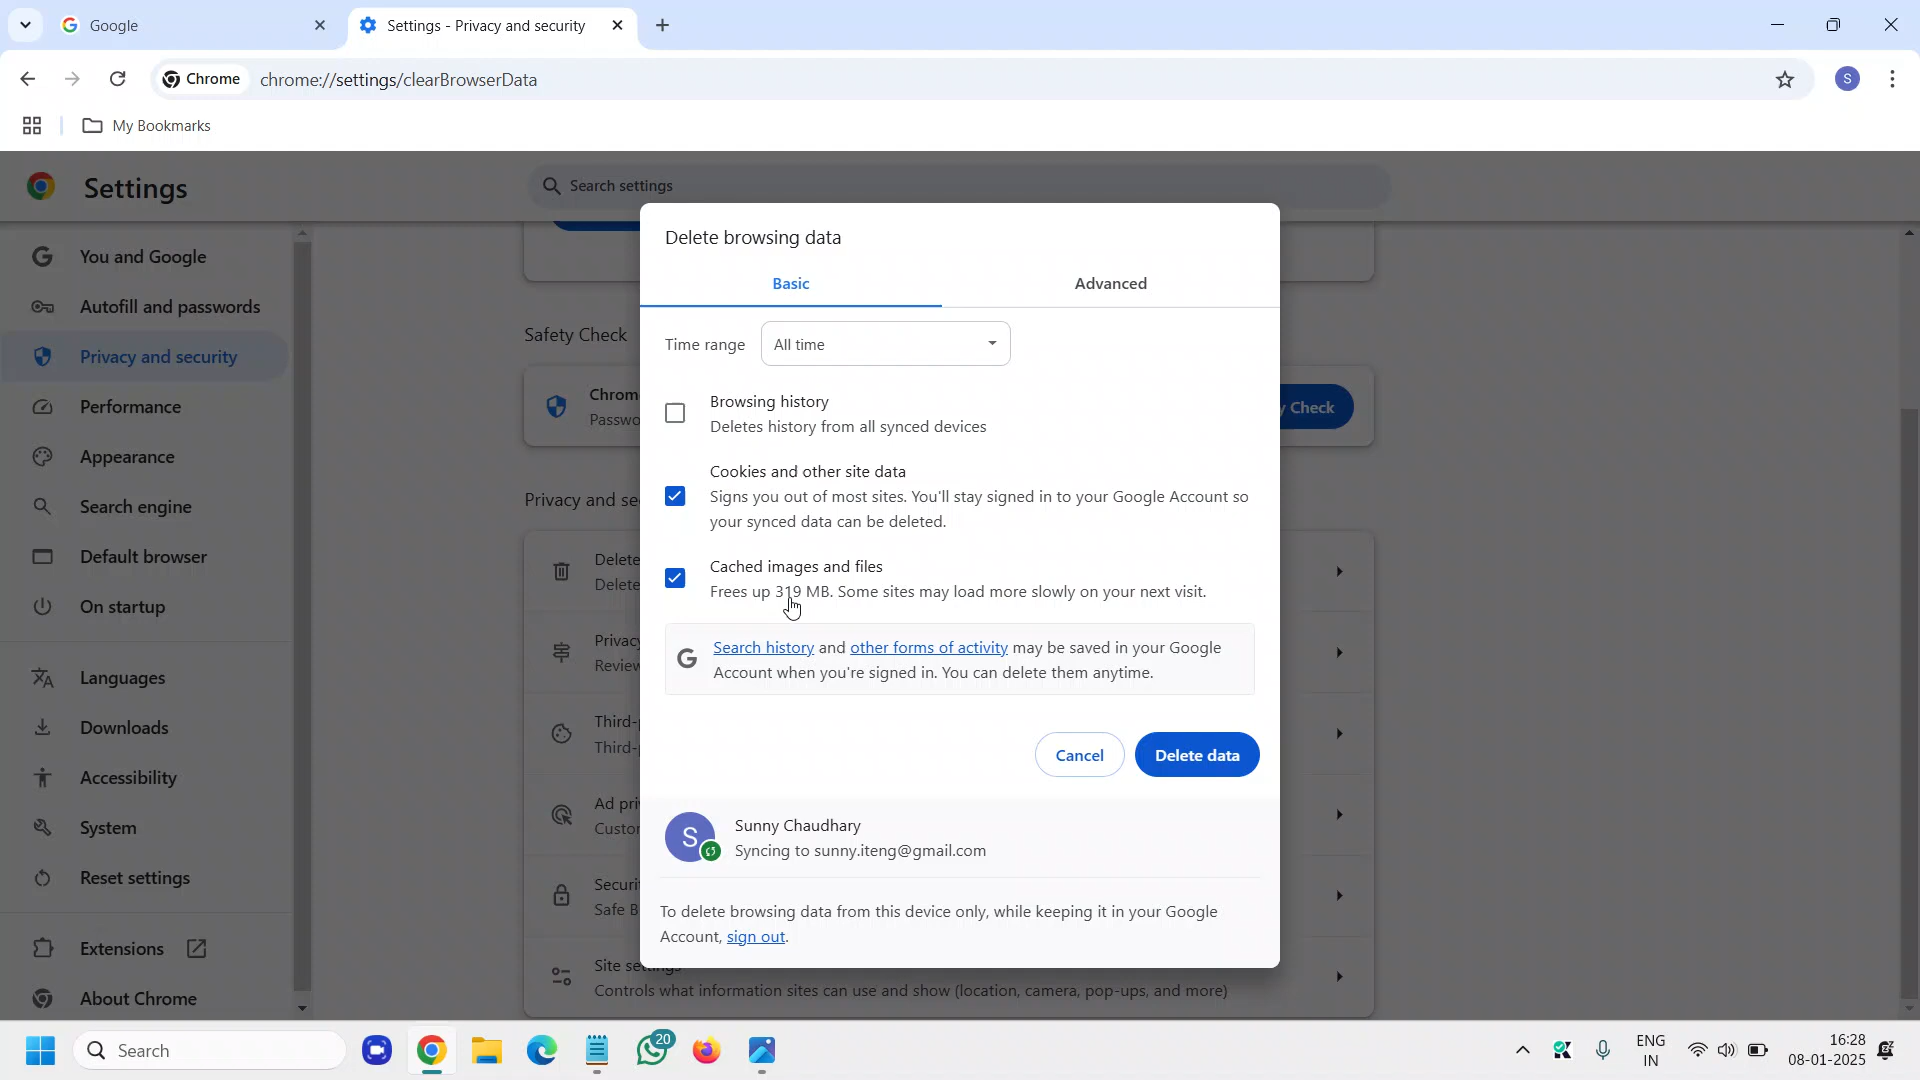 Google
Settings - Privacy and security
Chrome
chrome://settings/clearBrowserData
S
My Bookmarks
Settings
Search settings
You and Google
Autofill and passwords
Privacy and security
Performance
Appearance
Search engine
Default browser
On startup
Languages
Downloads
Accessibility
System
Reset settings
Extensions
About Chrome
Safety Check
Chrom
Passwo
y Check
Privacy and se
Delete
Delete
Privacy
Review
Third-p
Third-p
Ad pri
Custo
Securi
Safe B
Site settings
Controls what information sites can use and show (location, camera, pop-ups, and more)
Delete browsing data
Basic
Advanced
Time range
All time
Browsing history
Deletes history from all synced devices
Cookies and other site data
Signs you out of most sites. You'll stay signed in to your Google Account so
your synced data can be deleted.
Cached images and files
Frees up 319 MB. Some sites may load more slowly on your next visit.
G
Search history and other forms of activity may be saved in your Google
Account when you're signed in. You can delete them anytime.
Cancel
Delete data
S
Sunny Chaudhary
Syncing to sunny.iteng@gmail.com
To delete browsing data from this device only, while keeping it in your Google
Account, sign out.
Search
20
ENG
IN
16:28
08-01-2025